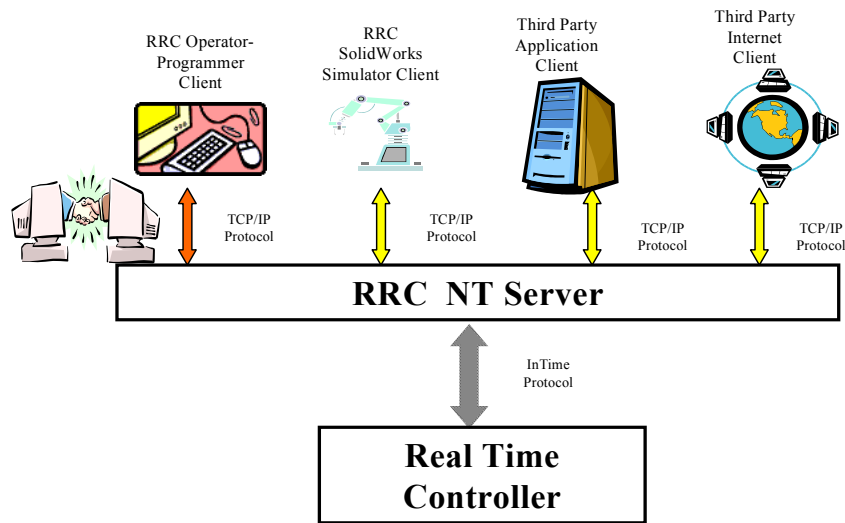 RRC Operator-
Programmer
Client
RRC
SolidWorks
Simulator Client
Third Party
Application
Client
Third Party
Internet
Client
TCP/IP
Protocol
TCP/IP
Protocol
TCP/IP
Protocol
TCP/IP
Protocol
RRC NT Server
InTime
Protocol
Real Time
Controller